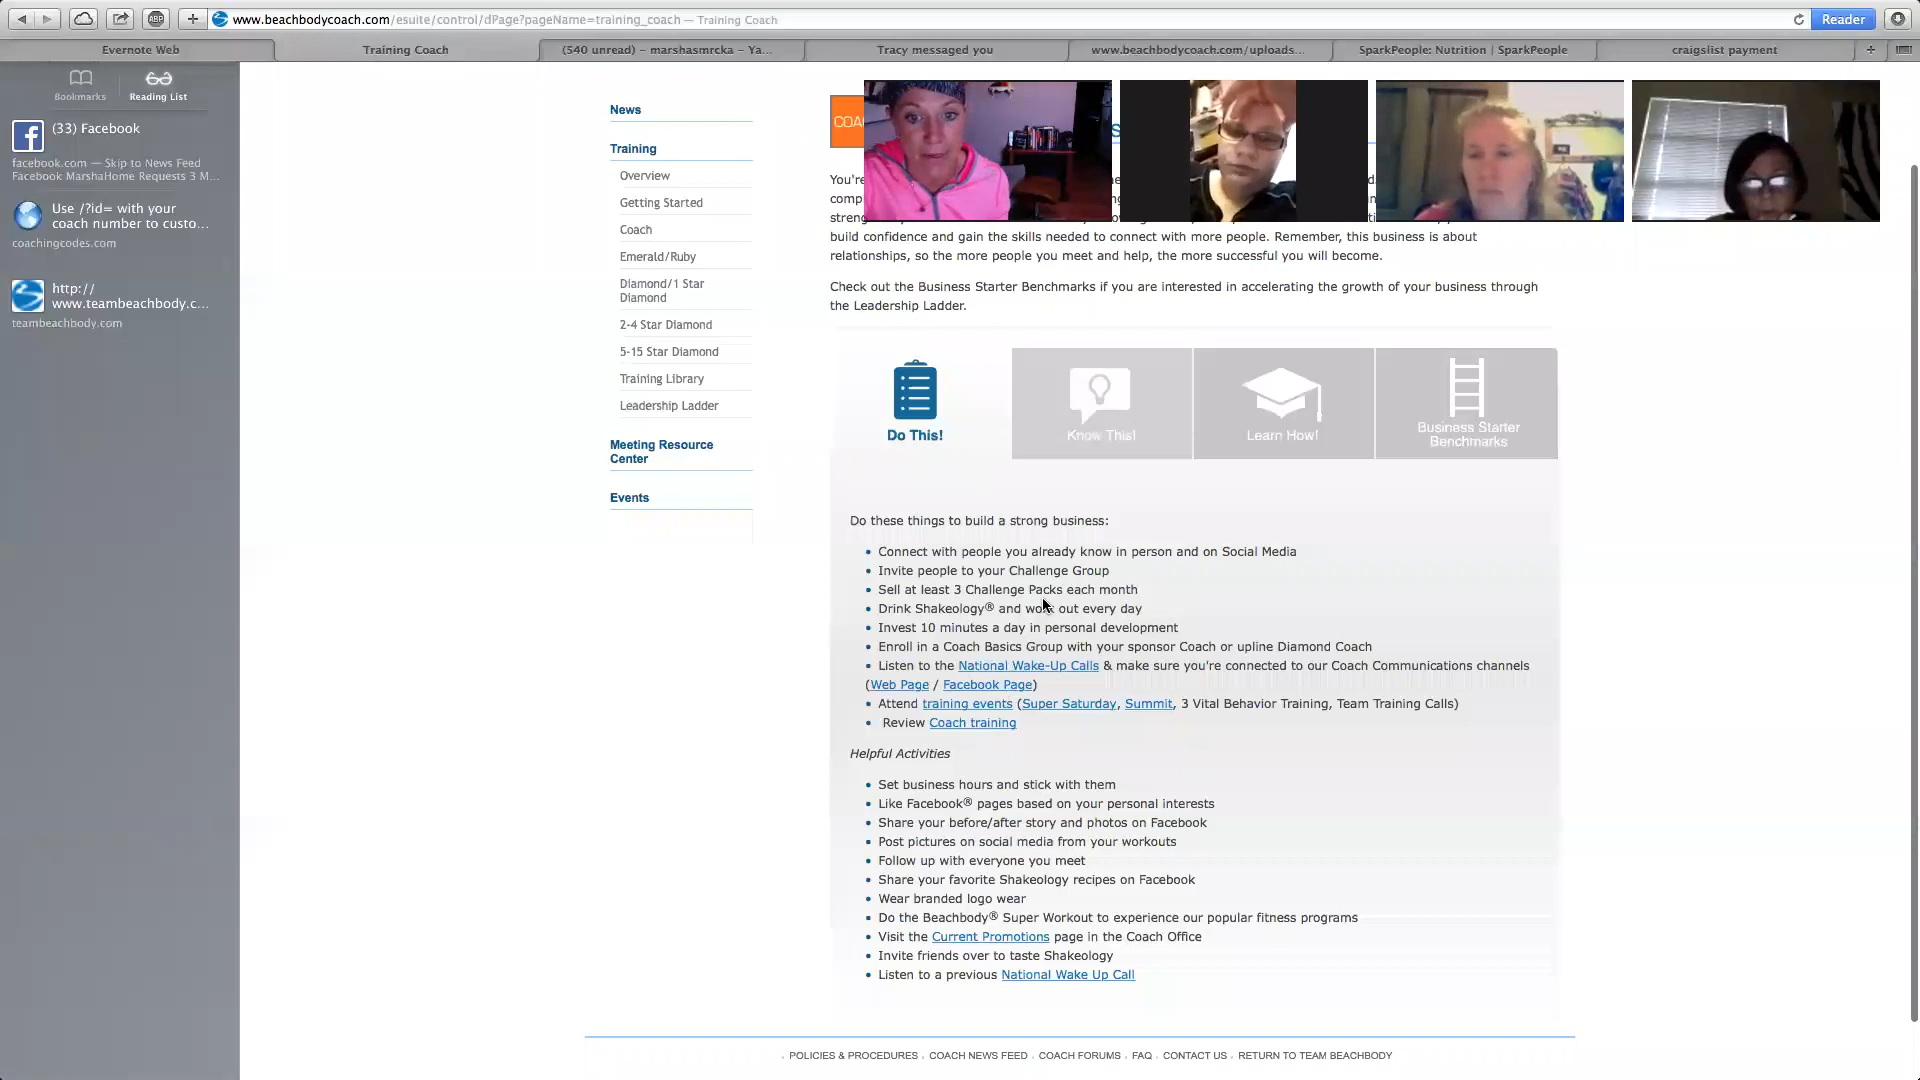 ABP
www.beachbodycoach.com/esuite/control/dPage?pageName=training_coach — Training Coach
Reader
Evernote Web
Training Coach
(540 unread) – marshasmrcka – Ya...
Tracy messaged you
www.beachbodycoach.com/uploads...
SparkPeople: Nutrition | SparkPeople
craigslist payment
Bookmarks
Reading List
(33) Facebook
facebook.com — Skip to News Feed
Facebook MarshaHome Requests 3 M...
Use /?id= with your
coach number to custo...
coachingcodes.com
http://
www.teambeachbody.c...
teambeachbody.com
News
Training
Overview
Getting Started
Coach
Emerald/Ruby
Diamond/1 Star
Diamond
2-4 Star Diamond
5-15 Star Diamond
Training Library
Leadership Ladder
Meeting Resource
Center
Events
build confidence and gain the skills needed to connect with more people. Remember, this business is about
relationships, so the more people you meet and help, the more successful you will become.
Check out the Business Starter Benchmarks if you are interested in accelerating the growth of your business through
the Leadership Ladder.
Do This!
Know This!
Learn How!
Business Starter
Benchmarks
Do these things to build a strong business:
• Connect with people you already know in person and on Social Media
• Invite people to your Challenge Group
• Sell at least 3 Challenge Packs each month
• Drink Shakeology® and work out every day
• Invest 10 minutes a day in personal development
• Enroll in a Coach Basics Group with your sponsor Coach or upline Diamond Coach
• Listen to the National Wake-Up Calls & make sure you're connected to our Coach Communications channels
(Web Page / Facebook Page)
• Attend training events (Super Saturday, Summit, 3 Vital Behavior Training, Team Training Calls)
• Review Coach training
Helpful Activities
• Set business hours and stick with them
• Like Facebook® pages based on your personal interests
• Share your before/after story and photos on Facebook
• Post pictures on social media from your workouts
• Follow up with everyone you meet
• Share your favorite Shakeology recipes on Facebook
• Wear branded logo wear
• Do the Beachbody® Super Workout to experience our popular fitness programs
• Visit the Current Promotions page in the Coach Office
• Invite friends over to taste Shakeology
• Listen to a previous National Wake Up Call
POLICIES & PROCEDURES . COACH NEWS FEED . COACH FORUMS . FAQ . CONTACT US . RETURN TO TEAM BEACHBODY